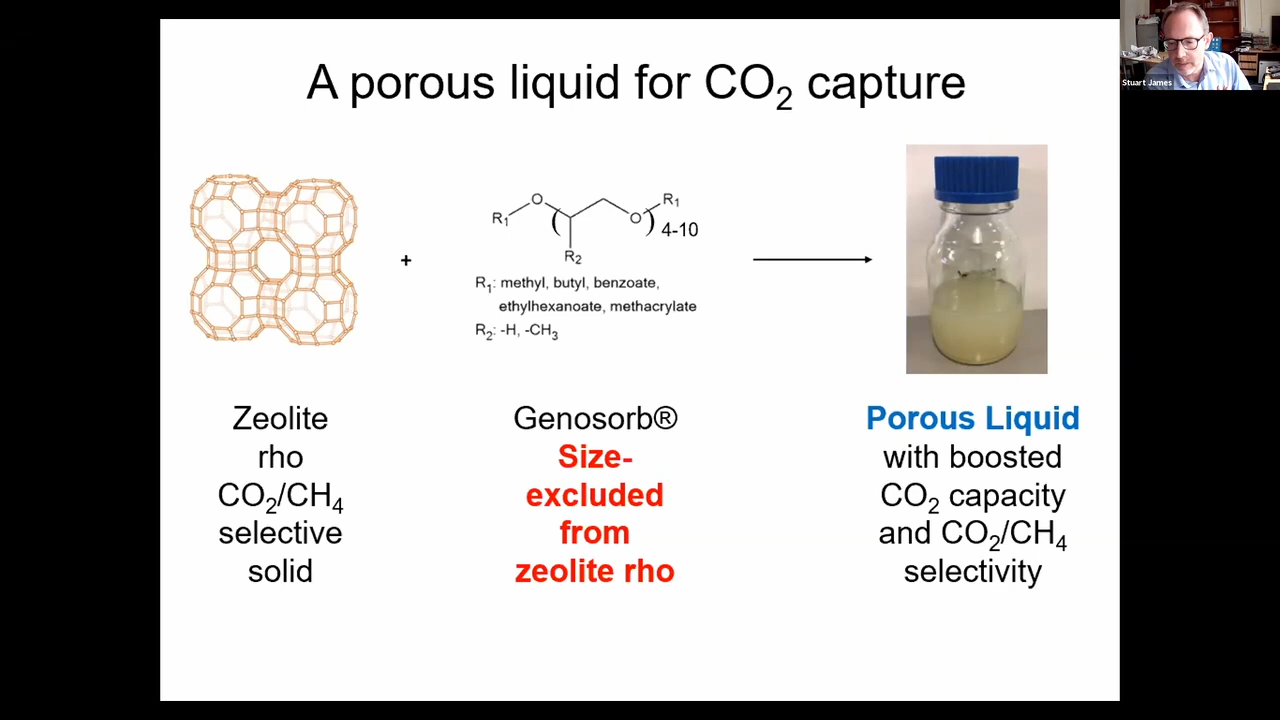 A porous liquid for CO₂ capture
Stuart James
+
R₁
O
(
R₂
O
)
4-10
R₁
R₁: methyl, butyl, benzoate,
ethylhexanoate, methacrylate
R₂: -H, -CH₃
Zeolite
rho
CO₂/CH₄
selective
solid
Genosorb®
Size-
excluded
from
zeolite rho
Porous Liquid
with boosted
CO₂ capacity
and CO₂/CH₄
selectivity